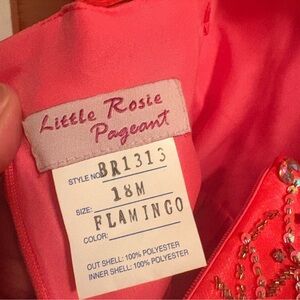 Little Rosie
Pageant
STYLE NO. BR1313
SIZE: 18M
COLOR: FLAMINGO
OUT SHELL: 100% POLYESTER
INNER SHELL: 100% POLYESTER